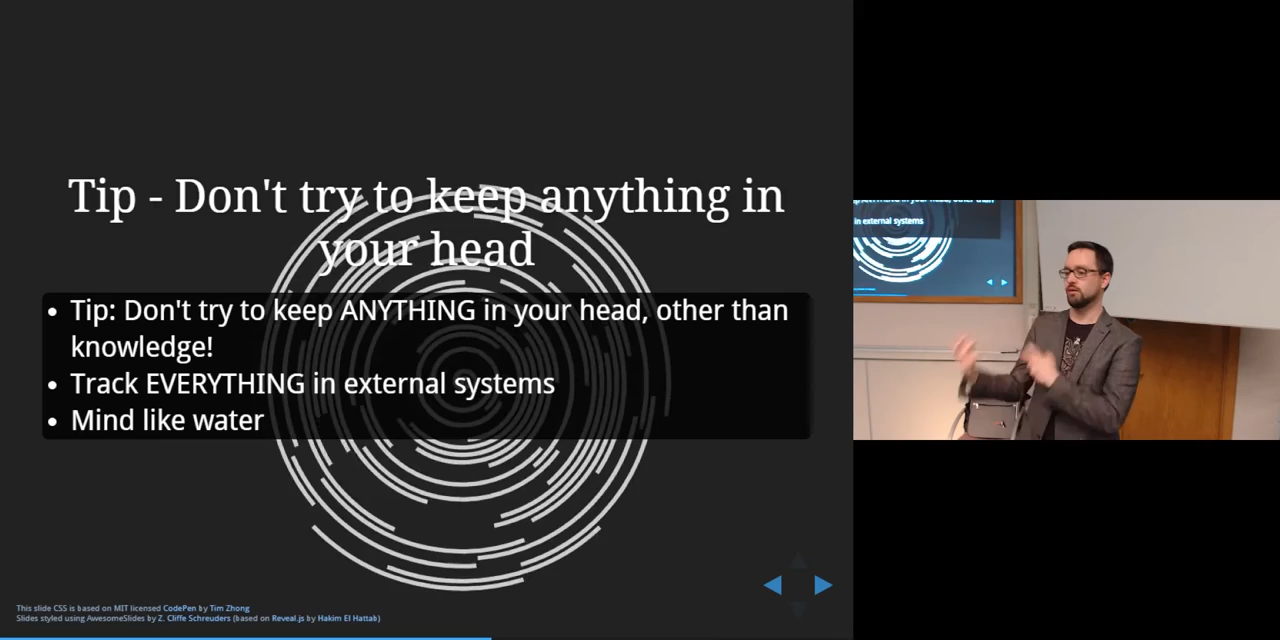 Tip - Don't try to keep anything in
your head
• Tip: Don't try to keep ANYTHING in your head, other than
knowledge!
• Track EVERYTHING in external systems
• Mind like water
This slide CSS is based on MIT licensed CodePen by Tim Zhong
Slides styled using AwesomeSlides by Z. Cliffe Schreuders (based on Reveal.js by Hakim El Hattab)
in external systems